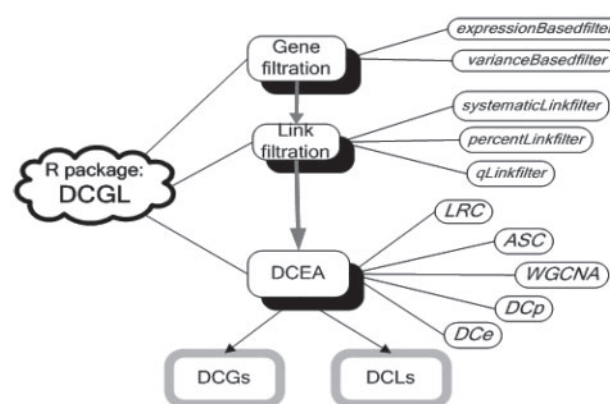 expressionBasedfilter
Gene
filtration
varianceBasedfilter
systematicLinkfilter
Link
filtration
percentLinkfilter
qLinkfilter
R package:
DCGL
LRC
ASC
DCEA
WGCNA
DCp
DCe
DCGs
DCLs